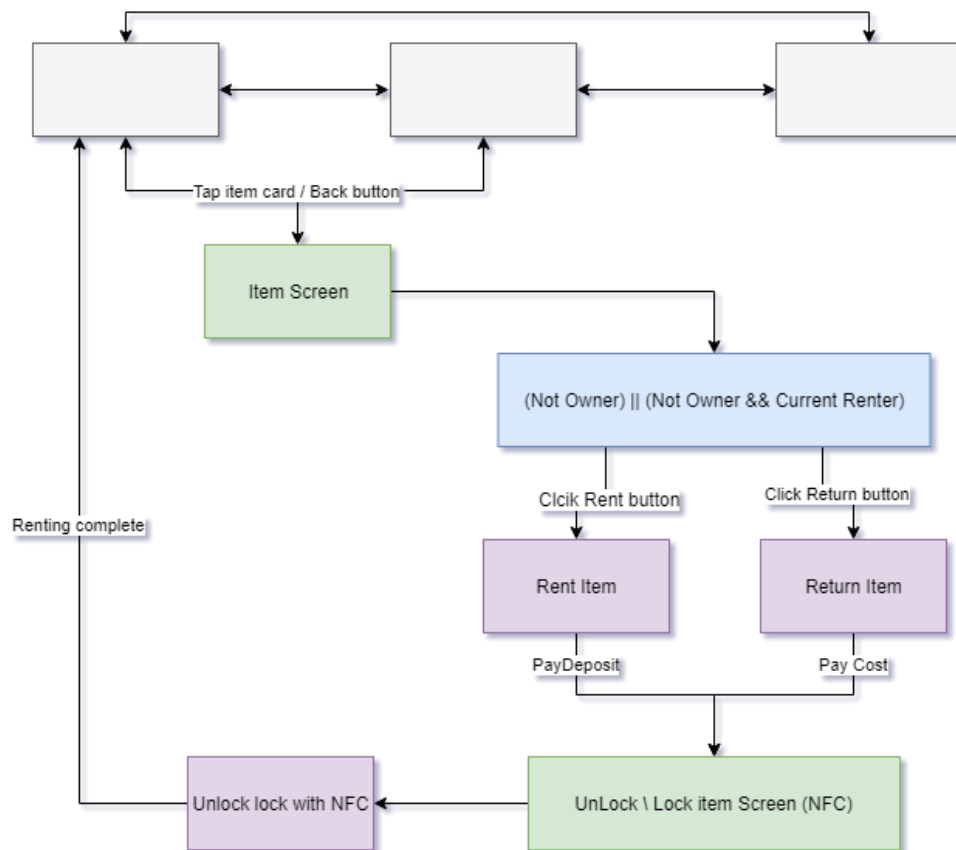 Tap item card / Back button
Item Screen
(Not Owner) || (Not Owner && Current Renter)
Clcik Rent button
Click Return button
Renting complete
Rent Item
Return Item
PayDeposit
Pay Cost
Unlock lock with NFC
UnLock \ Lock item Screen (NFC)